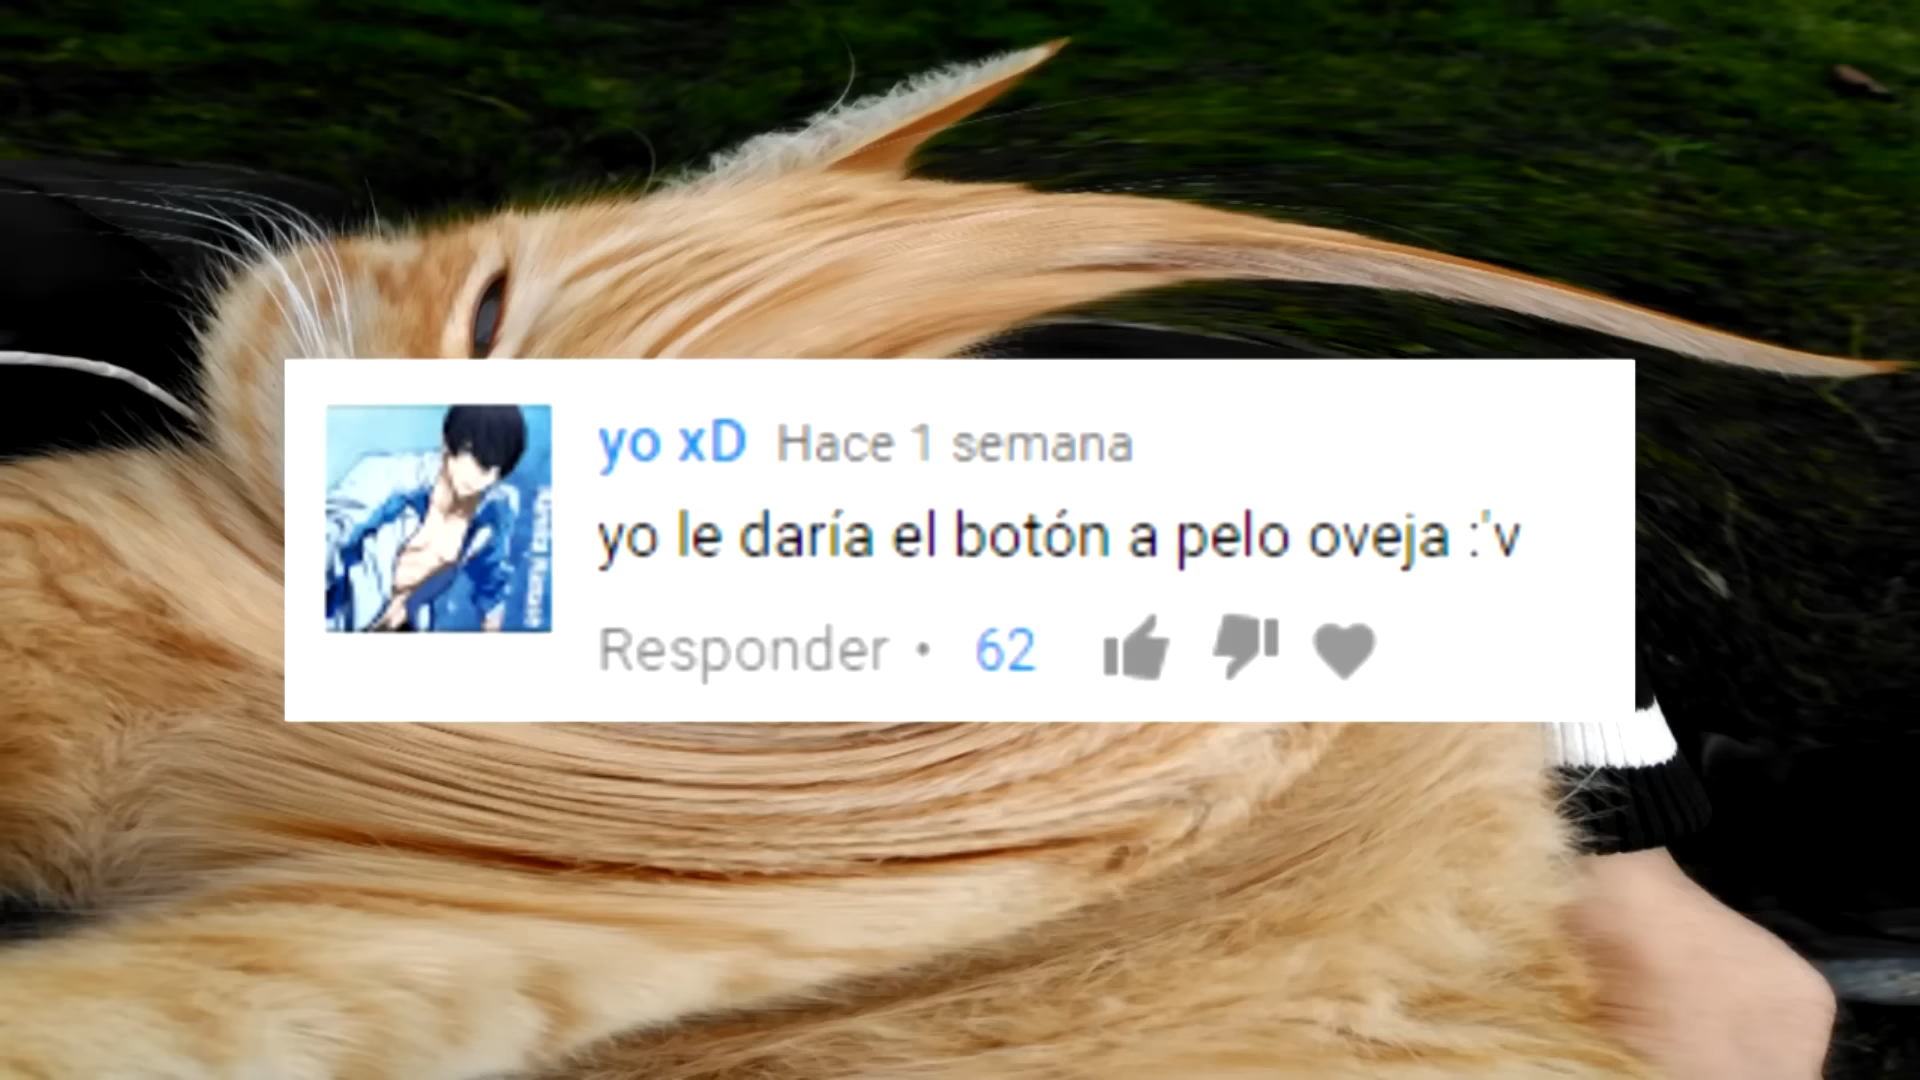 yo xD Hace 1 semana
yo le daría el botón a pelo oveja :'v
Responder • 62